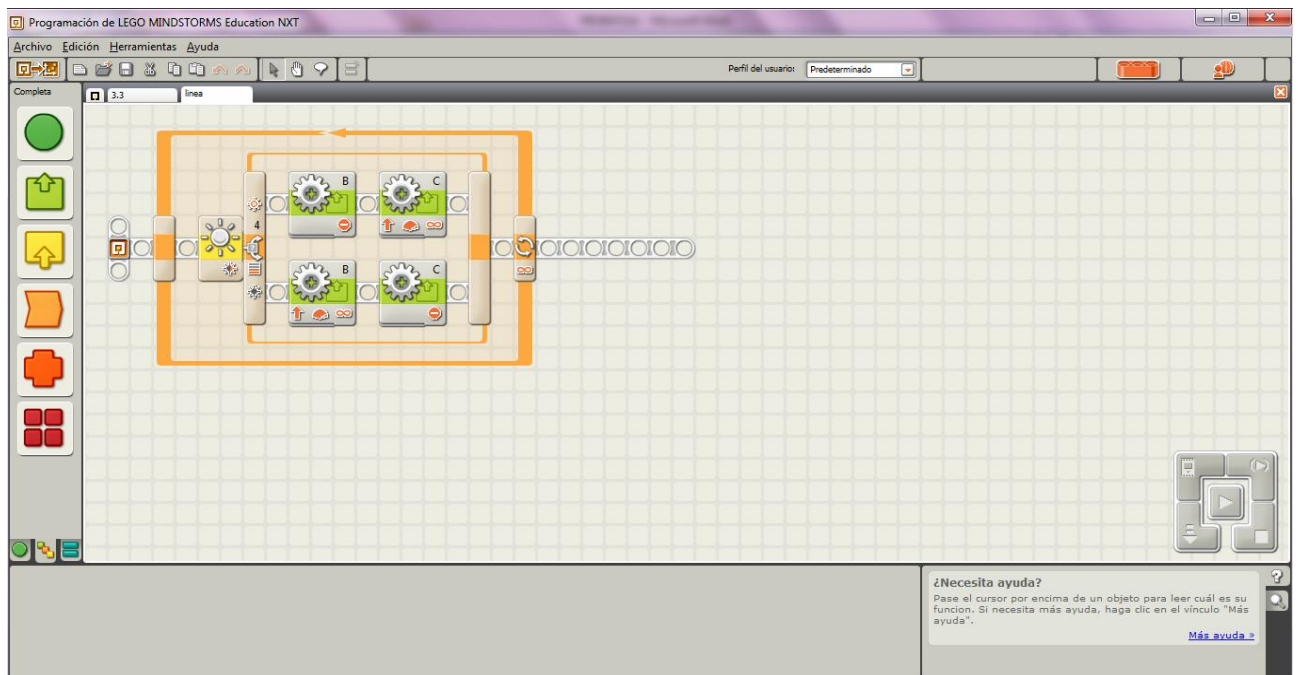 Programación de LEGO MINDSTORMS Education NXT
Archivo Edición Herramientas Ayuda
Perfil del usuario: Predeterminado
Completa
3.3
linea
B
C
4
B
C
¿Necesita ayuda?
Pase el cursor por encima de un objeto para leer cuál es su
funcion. Si necesita más ayuda, haga clic en el vínculo "Más
ayuda".
Más ayuda »